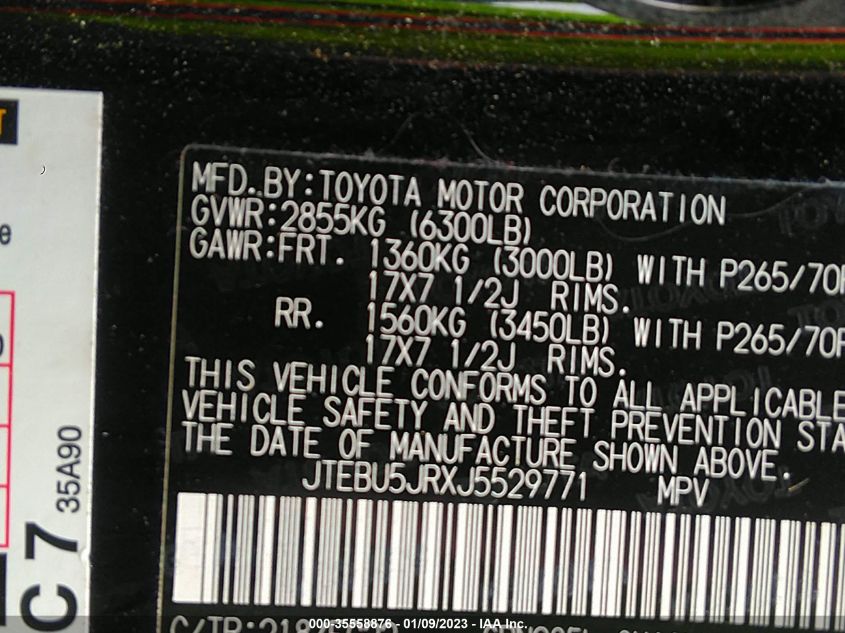 MFD. BY:TOYOTA MOTOR CORPORATION
GVWR:2855KG (6300LB)
GAWR:FRT. 1360KG (3000LB) WITH P265/70R
17X7 1/2J RIMS.
RR. 1560KG (3450LB) WITH P265/70R
17X7 1/2J RIMS.
THIS VEHICLE CONFORMS TO ALL APPLICABLE
VEHICLE SAFETY AND THEFT PREVENTION STA
THE DATE OF MANUFACTURE SHOWN ABOVE.
JTEBU5JRXJ5529771 MPV
C/TR:
C7
35A90
000-35558876 - 01/09/2023 - © IAA, Inc.